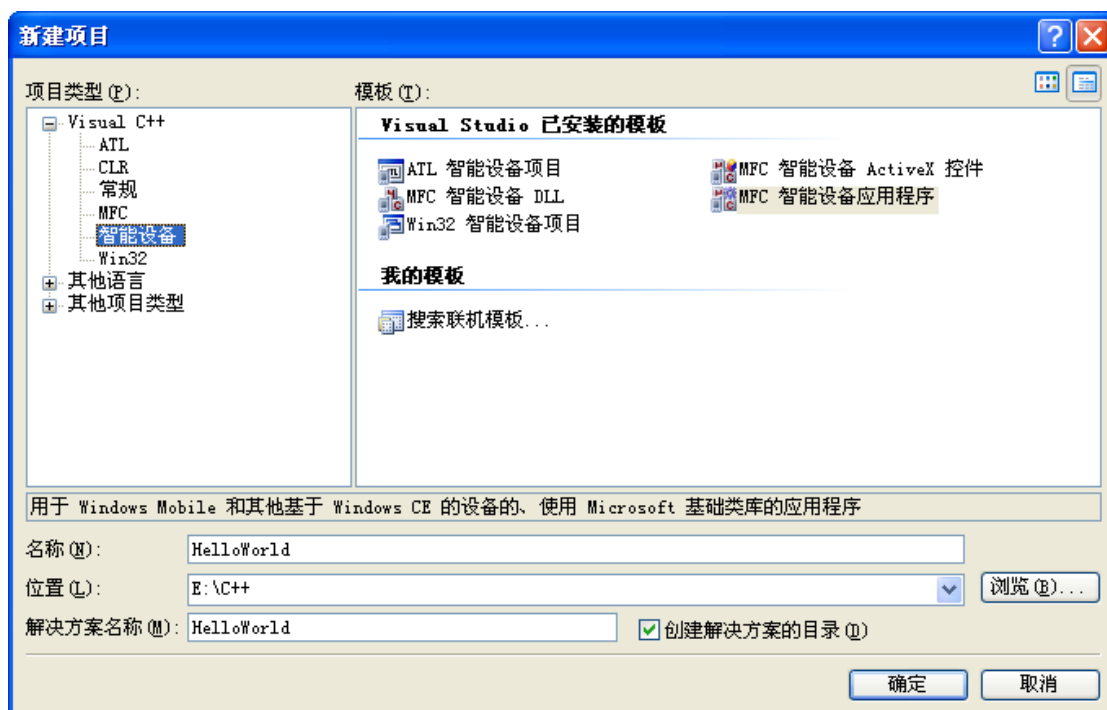 新建项目
项目类型(P):
模板(T):
Visual C++
ATL
CLR
常规
MFC
智能设备
Win32
其他语言
其他项目类型
Visual Studio 已安装的模板
ATL 智能设备项目
MFC 智能设备 ActiveX 控件
MFC 智能设备 DLL
MFC 智能设备应用程序
Win32 智能设备项目
我的模板
搜索联机模板...
用于 Windows Mobile 和其他基于 Windows CE 的设备的、使用 Microsoft 基础类库的应用程序
名称(N):
HelloWorld
位置(L):
E:\C++
浏览(B)...
解决方案名称(M):
HelloWorld
创建解决方案的目录(D)
确定
取消